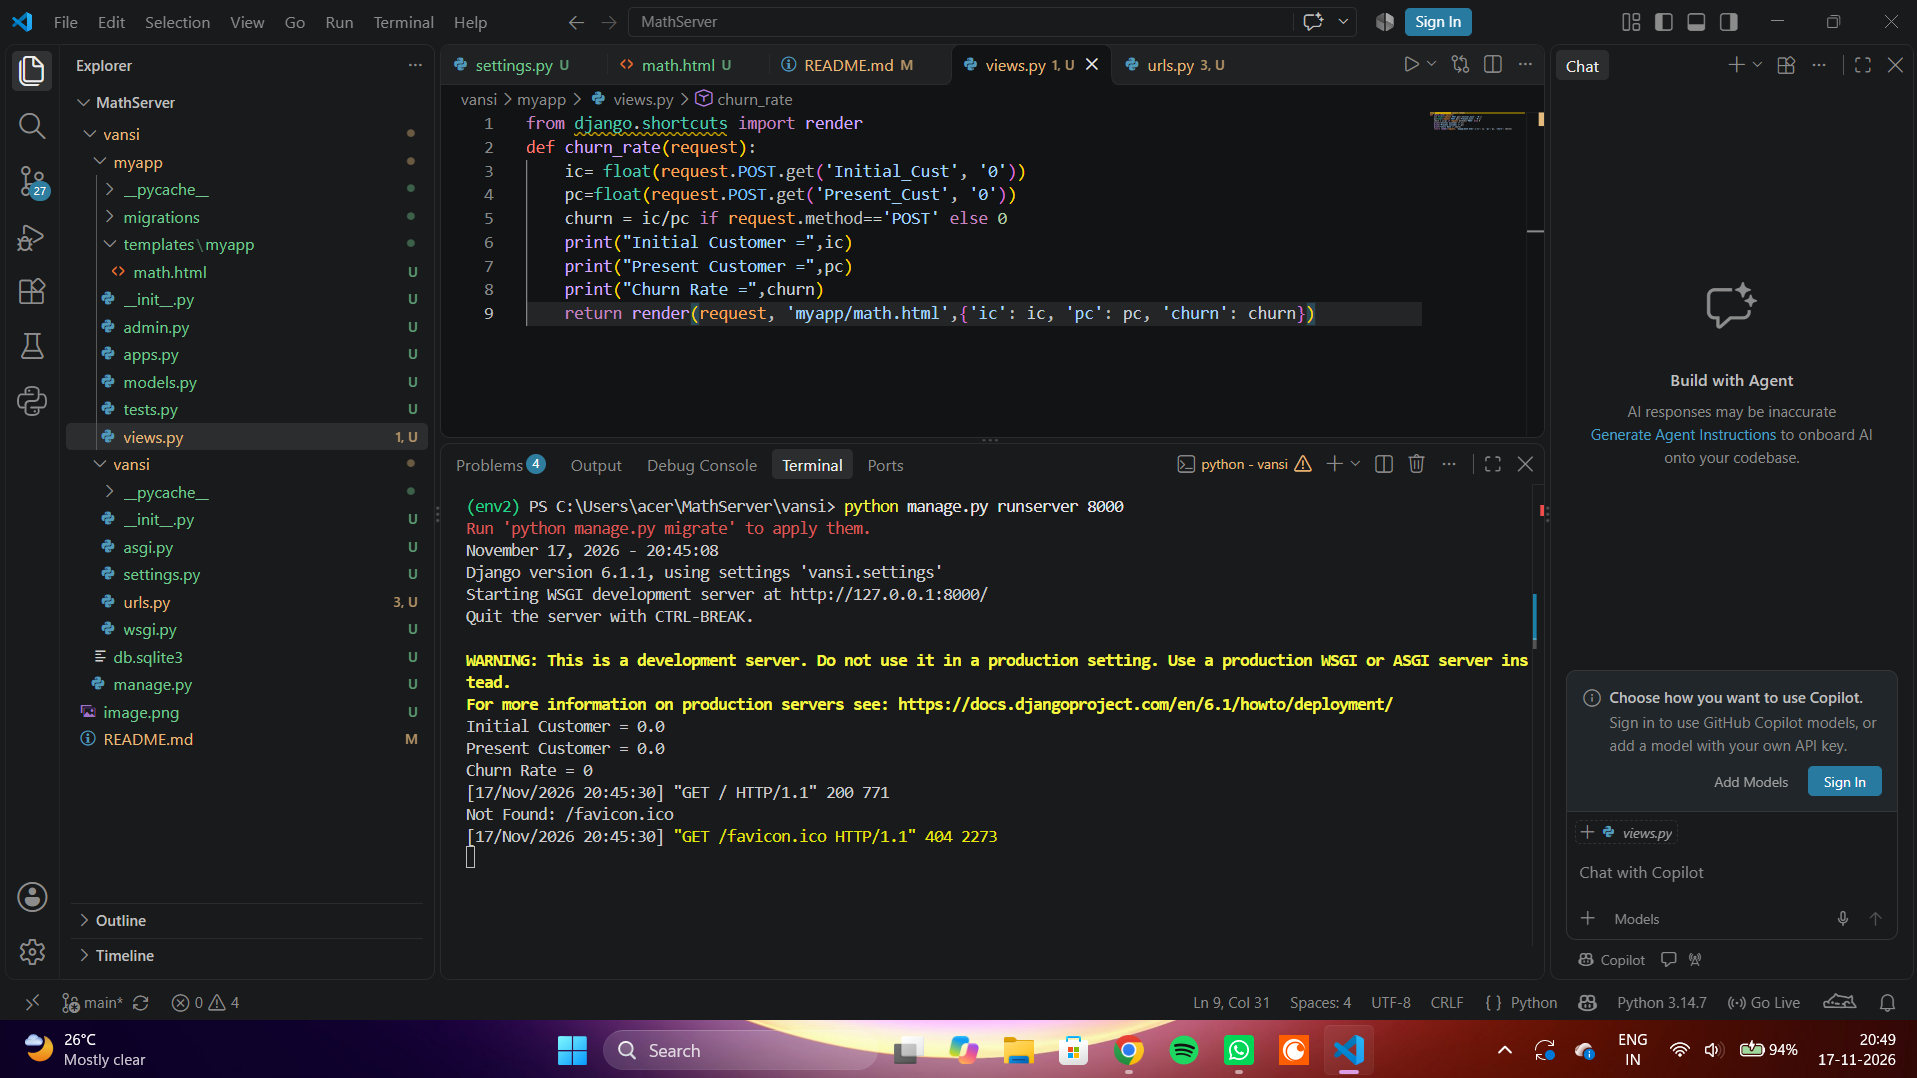 File Edit Selection View Go Run Terminal Help
MathServer
Sign In
Explorer
MathServer
vansi
myapp
__pycache__
migrations
templates\myapp
math.html U
__init__.py U
admin.py U
apps.py U
models.py U
tests.py U
views.py 1, U
vansi
__pycache__
__init__.py U
asgi.py U
settings.py U
urls.py 3, U
wsgi.py U
db.sqlite3 U
manage.py U
image.png U
README.md M
Outline
Timeline
27
settings.py U math.html U README.md M views.py 1, U urls.py 3, U
vansi > myapp > views.py > churn_rate
1 from django.shortcuts import render
2 def churn_rate(request):
3 ic= float(request.POST.get('Initial_Cust', '0'))
4 pc=float(request.POST.get('Present_Cust', '0'))
5 churn = ic/pc if request.method=='POST' else 0
6 print("Initial Customer =",ic)
7 print("Present Customer =",pc)
8 print("Churn Rate =",churn)
9 return render(request, 'myapp/math.html',{'ic': ic, 'pc': pc, 'churn': churn})
Problems 4 Output Debug Console Terminal Ports
python - vansi
(env2) PS C:\Users\acer\MathServer\vansi> python manage.py runserver 8000
Run 'python manage.py migrate' to apply them.
November 17, 2026 - 20:45:08
Django version 6.1.1, using settings 'vansi.settings'
Starting WSGI development server at http://127.0.0.1:8000/
Quit the server with CTRL-BREAK.
WARNING: This is a development server. Do not use it in a production setting. Use a production WSGI or ASGI server ins
tead.
For more information on production servers see: https://docs.djangoproject.com/en/6.1/howto/deployment/
Initial Customer = 0.0
Present Customer = 0.0
Churn Rate = 0
[17/Nov/2026 20:45:30] "GET / HTTP/1.1" 200 771
Not Found: /favicon.ico
[17/Nov/2026 20:45:30] "GET /favicon.ico HTTP/1.1" 404 2273
Chat
Build with Agent
AI responses may be inaccurate
Generate Agent Instructions to onboard AI
onto your codebase.
Choose how you want to use Copilot.
Sign in to use GitHub Copilot models, or
add a model with your own API key.
Add Models Sign In
views.py
Chat with Copilot
Models
Copilot
main* 0 4
Ln 9, Col 31 Spaces: 4 UTF-8 CRLF { } Python Python 3.14.7 Go Live
26°C
Mostly clear
Search
ENG
IN
94%
20:49
17-11-2026